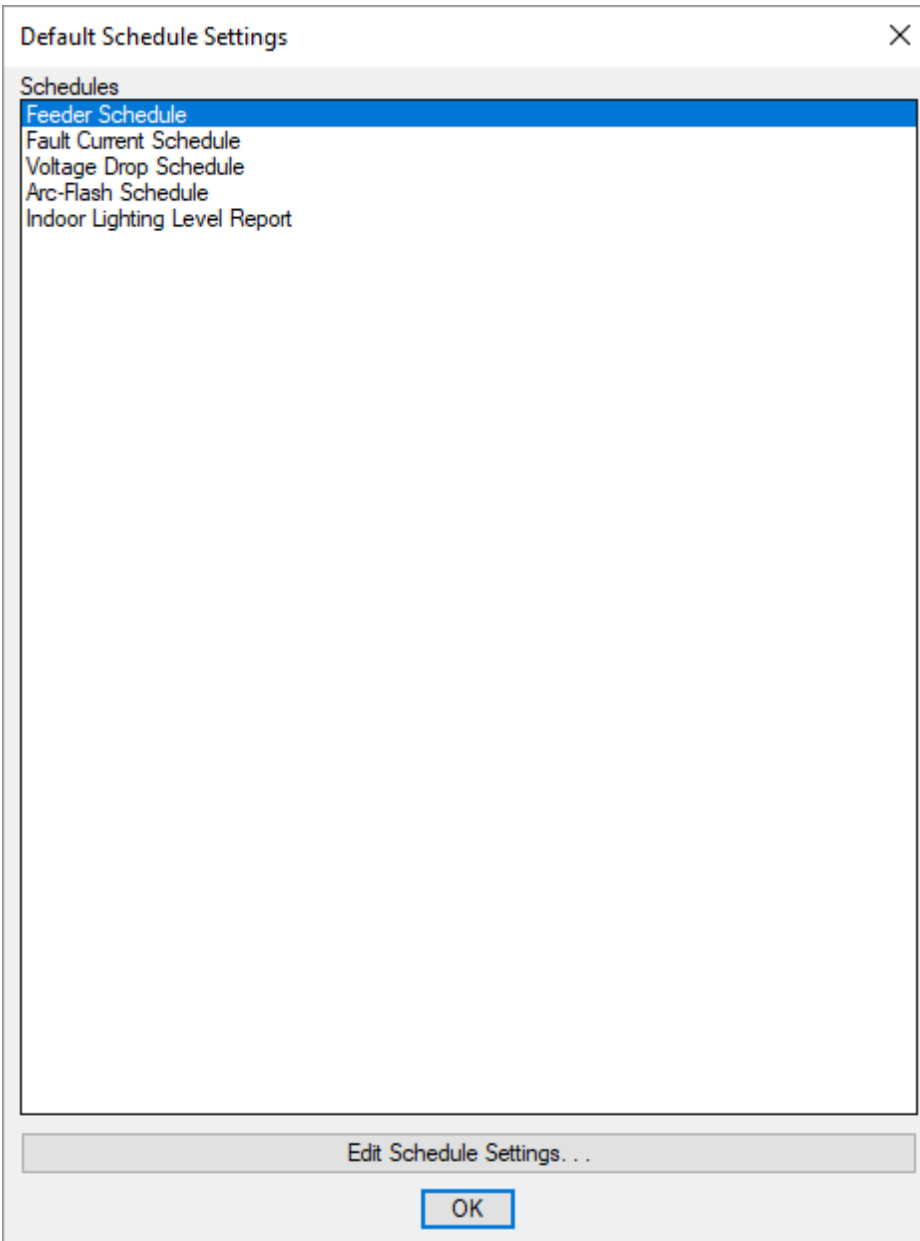 Default Schedule Settings
Schedules
Feeder Schedule
Fault Current Schedule
Voltage Drop Schedule
Arc-Flash Schedule
Indoor Lighting Level Report
Edit Schedule Settings. . .
OK